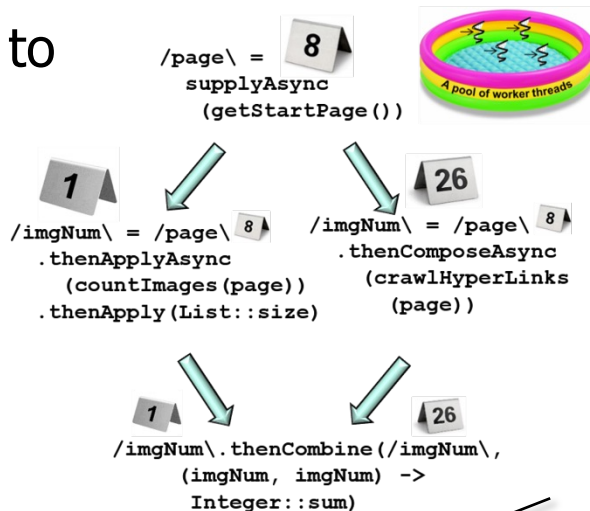 to
/page\ = 8
supplyAsync
(getStartPage())
A pool of worker threads
1
/imgNum\ = /page\ 8
.thenApplyAsync
(countImages(page))
.thenApply(List::size)
26
/imgNum\ = /page\ 8
.thenComposeAsync
(crawlHyperLinks
(page))
1
26
/imgNum\.thenCombine(/imgNum\,
(imgNum, imgNum) ->
Integer::sum)